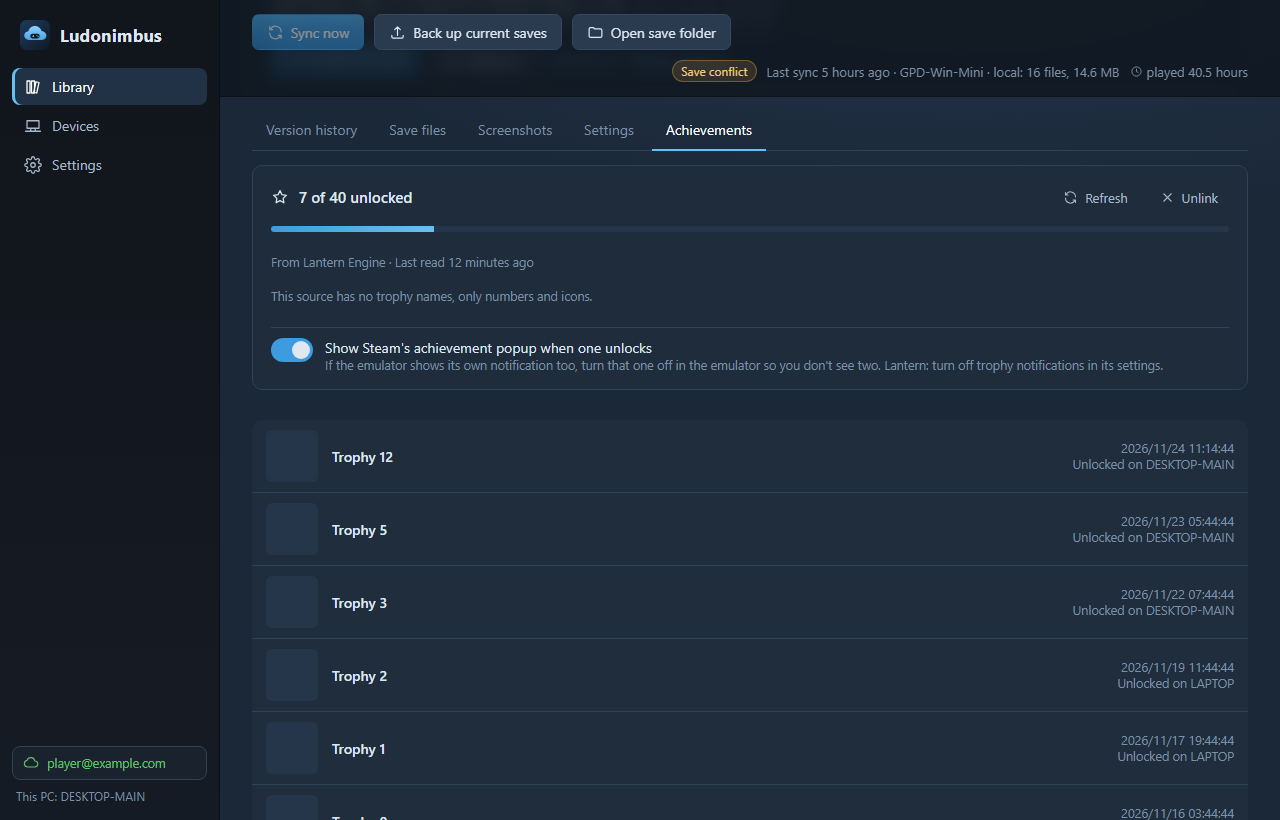 Ludonimbus
Library
Devices
Settings
player@example.com
This PC: DESKTOP-MAIN
Sync now
Back up current saves
Open save folder
Save conflict
Last sync 5 hours ago · GPD-Win-Mini · local: 16 files, 14.6 MB
played 40.5 hours
Version history
Save files
Screenshots
Settings
Achievements
7 of 40 unlocked
Refresh
Unlink
From Lantern Engine · Last read 12 minutes ago
This source has no trophy names, only numbers and icons.
Show Steam's achievement popup when one unlocks
If the emulator shows its own notification too, turn that one off in the emulator so you don't see two. Lantern: turn off trophy notifications in its settings.
Trophy 12
2026/11/24 11:14:44
Unlocked on DESKTOP-MAIN
Trophy 5
2026/11/23 05:44:44
Unlocked on DESKTOP-MAIN
Trophy 3
2026/11/22 07:44:44
Unlocked on DESKTOP-MAIN
Trophy 2
2026/11/19 11:44:44
Unlocked on LAPTOP
Trophy 1
2026/11/17 19:44:44
Unlocked on LAPTOP
2026/11/16 03:44:44